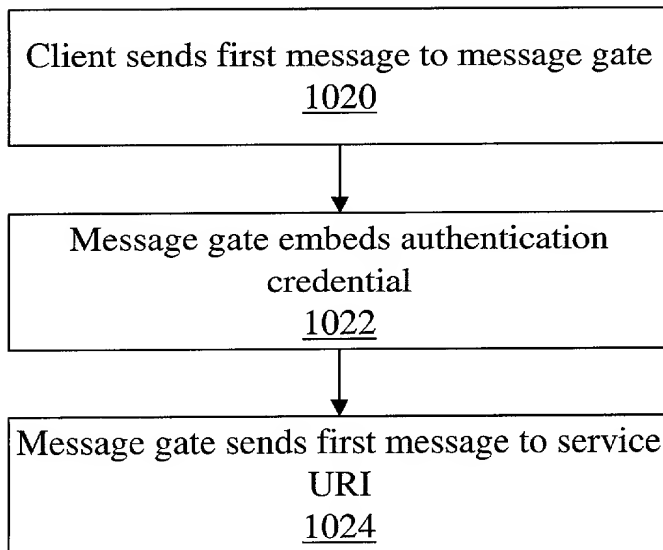 Client sends first message to message gate
1020
Message gate embeds authentication
credential
1022
Message gate sends first message to service
URI
1024